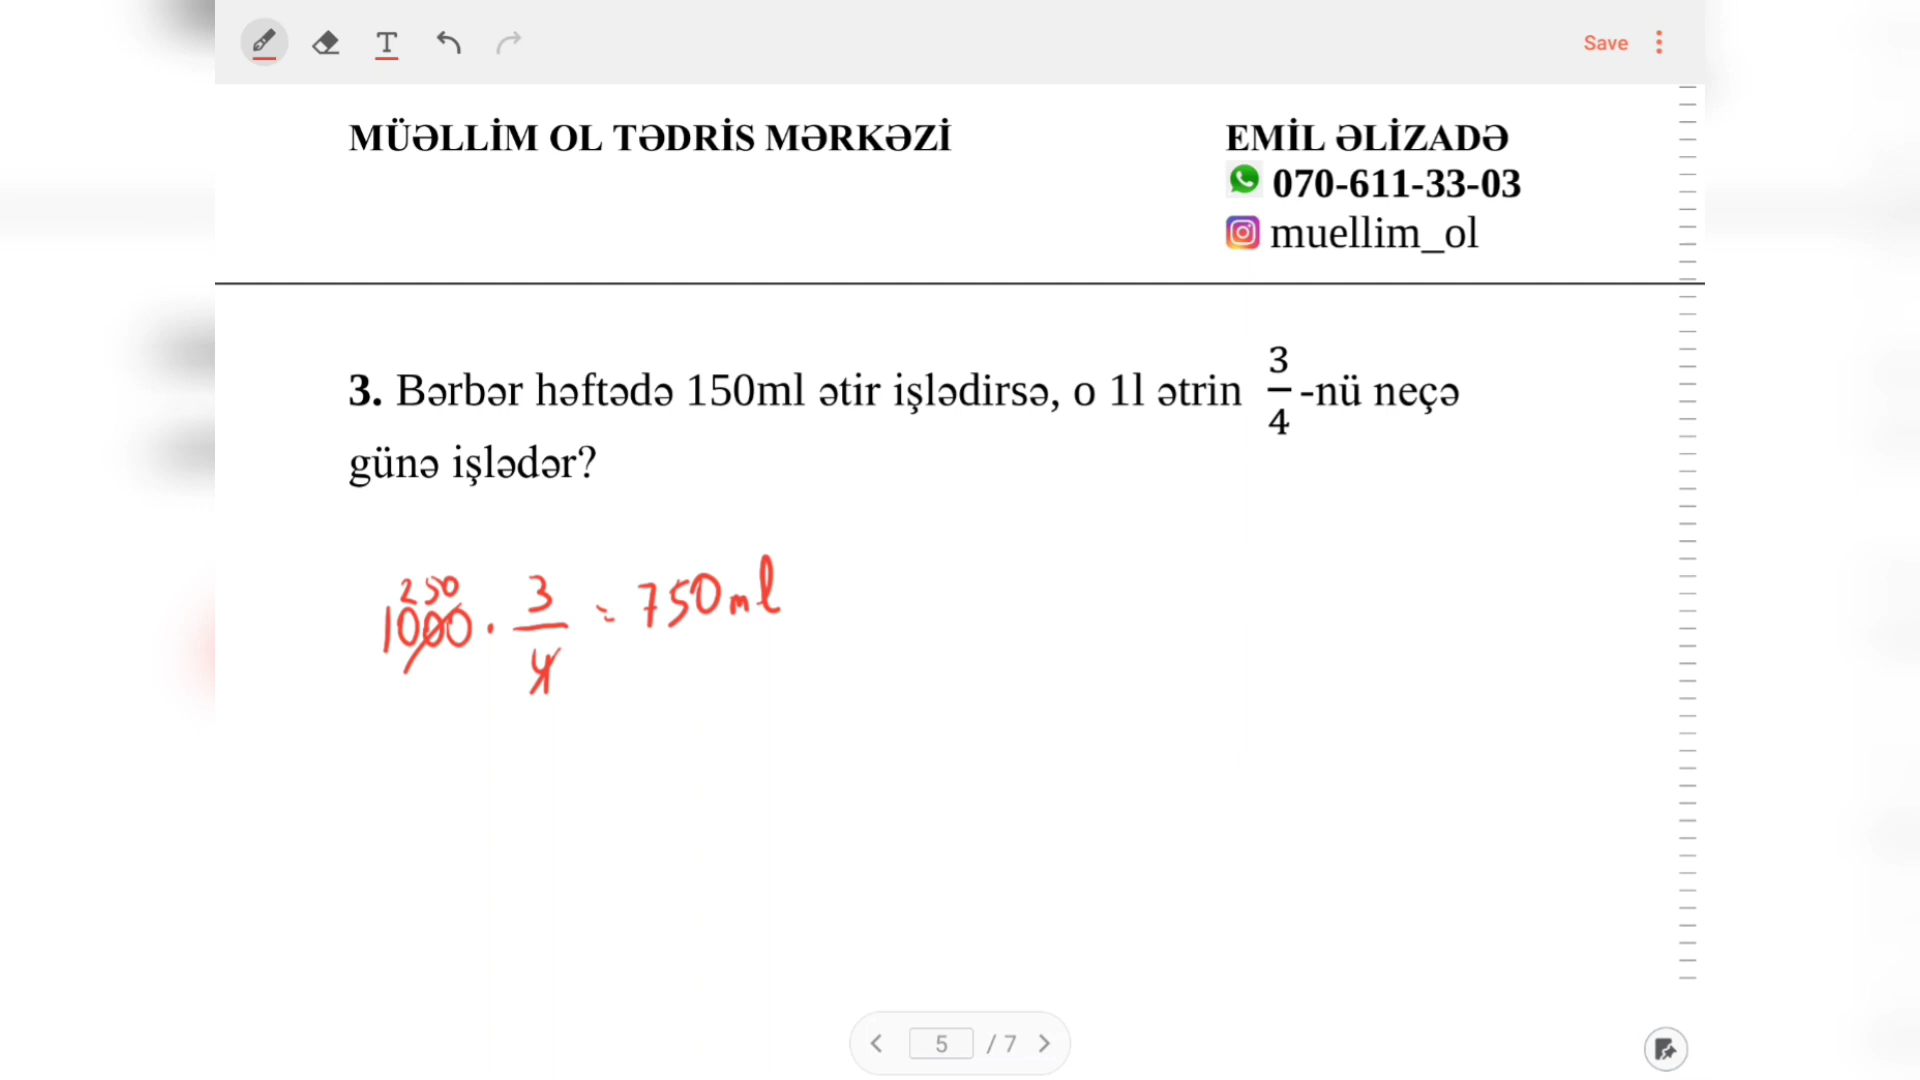 Save
MÜƏLLİM OL TƏDRİS MƏRKƏZİ
EMİL ƏLİZADƏ
070-611-33-03
muellim_ol
3. Bərbər həftədə 150ml ətir işlədirsə, o 1l ətrin 3/4 -nü neçə
günə işlədər?
250
1000 · 3/4 = 750ml
5 / 7